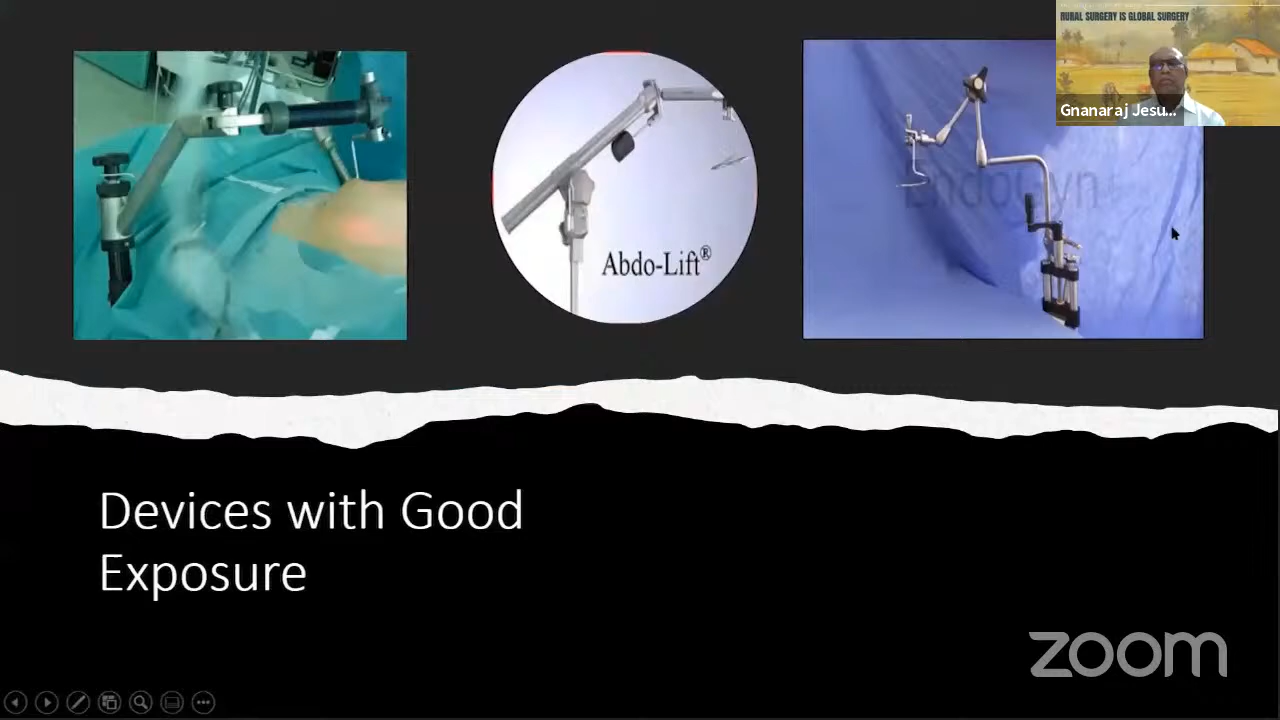 RURAL SURGERY IS GLOBAL SURGERY
Gnanaraj Jesu...
Abdo-Lift®
Devices with Good
Exposure
zoom